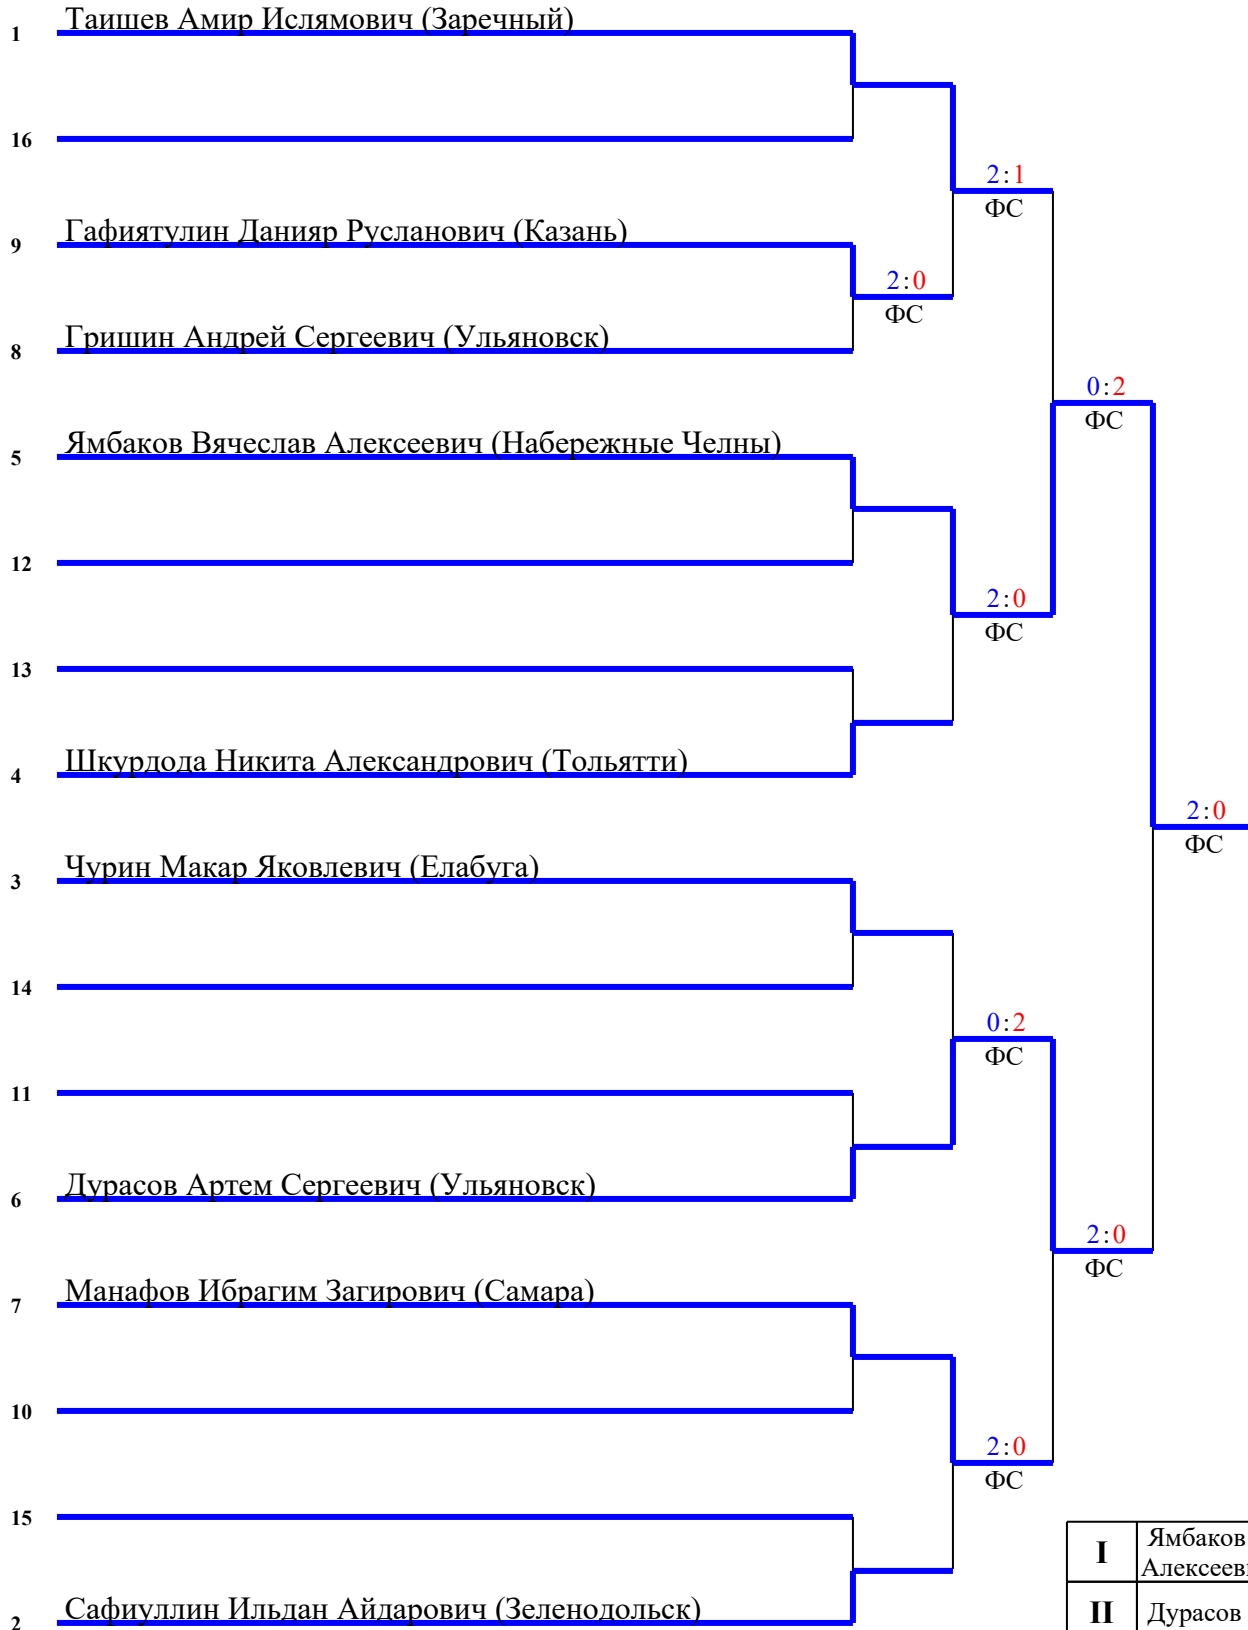 1 Таишев Амир Ислямович (Заречный)
16
2:1
ФС
9 Гафиятулин Данияр Русланович (Казань)
2:0
ФС
8 Гришин Андрей Сергеевич (Ульяновск)
0:2
ФС
5 Ямбаков Вячеслав Алексеевич (Набережные Челны)
12
2:0
ФС
13
4 Шкурдода Никита Александрович (Тольятти)
2:0
ФС
3 Чурин Макар Яковлевич (Елабуга)
14
0:2
ФС
11
6 Дурасов Артем Сергеевич (Ульяновск)
2:0
ФС
7 Манафов Ибрагим Загирович (Самара)
10
2:0
ФС
15
I Ямбаков
Алексеев
II Дурасов
2 Сафиуллин Ильдан Айдарович (Зеленодольск)